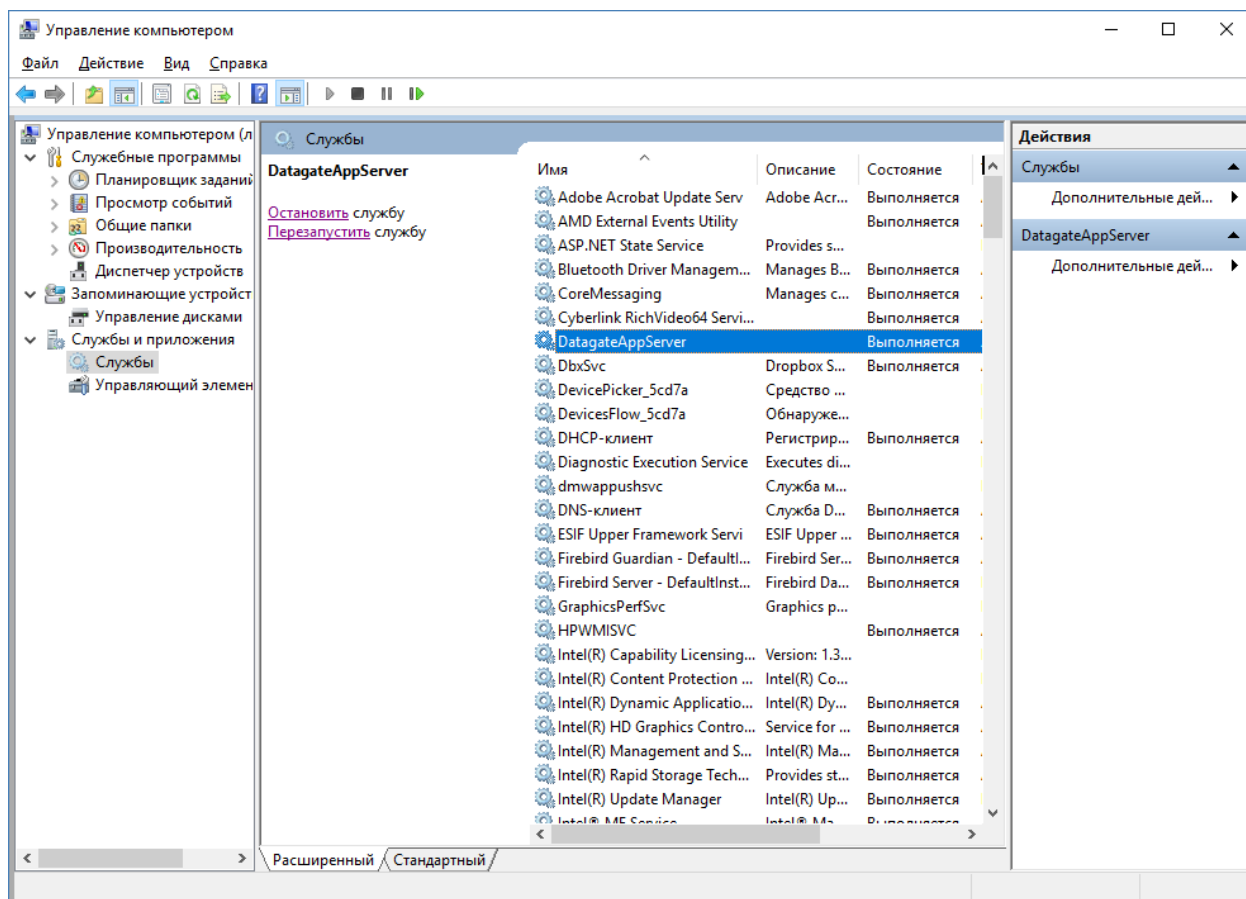 Управление компьютером
Файл Действие Вид Справка
Управление компьютером (л
Служебные программы
Планировщик заданий
Просмотр событий
Общие папки
Производительность
Диспетчер устройств
Запоминающие устройст
Управление дисками
Службы и приложения
Службы
Управляющий элемен
Службы
DatagateAppServer
Остановить службу
Перезапустить службу
Имя Описание Состояние
Adobe Acrobat Update Serv Adobe Acr... Выполняется
AMD External Events Utility Выполняется
ASP.NET State Service Provides s...
Bluetooth Driver Managem... Manages B... Выполняется
CoreMessaging Manages c... Выполняется
Cyberlink RichVideo64 Servi... Выполняется
DatagateAppServer Выполняется
DbxSvc Dropbox S... Выполняется
DevicePicker_5cd7a Средство ...
DevicesFlow_5cd7a Обнаруже...
DHCP-клиент Регистрир... Выполняется
Diagnostic Execution Service Executes di...
dmwappushsvc Служба м...
DNS-клиент Служба D... Выполняется
ESIF Upper Framework Servi ESIF Upper ... Выполняется
Firebird Guardian - DefaultI... Firebird Ser... Выполняется
Firebird Server - DefaultInst... Firebird Da... Выполняется
GraphicsPerfSvc Graphics p...
HPWMISVC Выполняется
Intel(R) Capability Licensing... Version: 1.3...
Intel(R) Content Protection ... Intel(R) Co...
Intel(R) Dynamic Applicatio... Intel(R) Dy... Выполняется
Intel(R) HD Graphics Contro... Service for ... Выполняется
Intel(R) Management and S... Intel(R) Ma... Выполняется
Intel(R) Rapid Storage Tech... Provides st... Выполняется
Intel(R) Update Manager Intel(R) Up... Выполняется
Intel® ME Service Intel® Ma... Выполняется
Расширенный Стандартный
Действия
Службы
Дополнительные дей...
DatagateAppServer
Дополнительные дей...